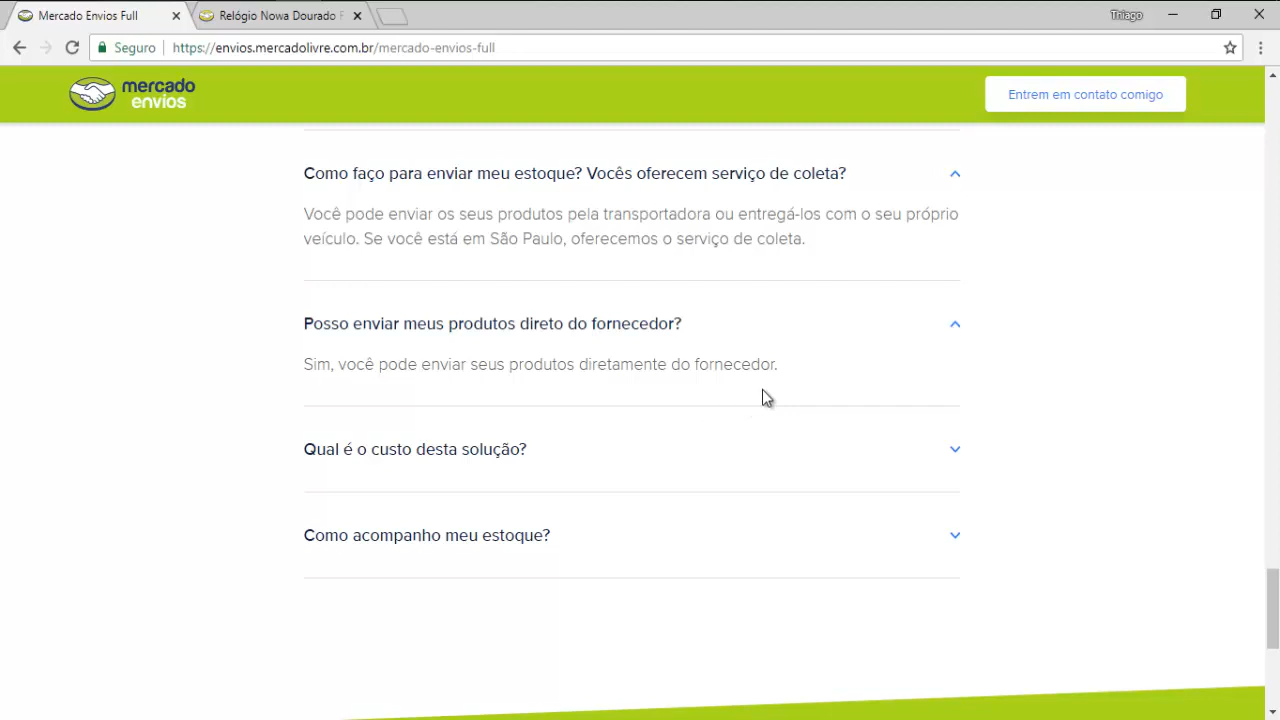 Mercado Envios Full
Relógio Nowa Dourado F
Thiago
Seguro
https://envios.mercadolivre.com.br/mercado-envios-full
mercado
envios
Entrem em contato comigo
Como faço para enviar meu estoque? Vocês oferecem serviço de coleta?
Você pode enviar os seus produtos pela transportadora ou entregá-los com o seu próprio
veículo. Se você está em São Paulo, oferecemos o serviço de coleta.
Posso enviar meus produtos direto do fornecedor?
Sim, você pode enviar seus produtos diretamente do fornecedor.
Qual é o custo desta solução?
Como acompanho meu estoque?